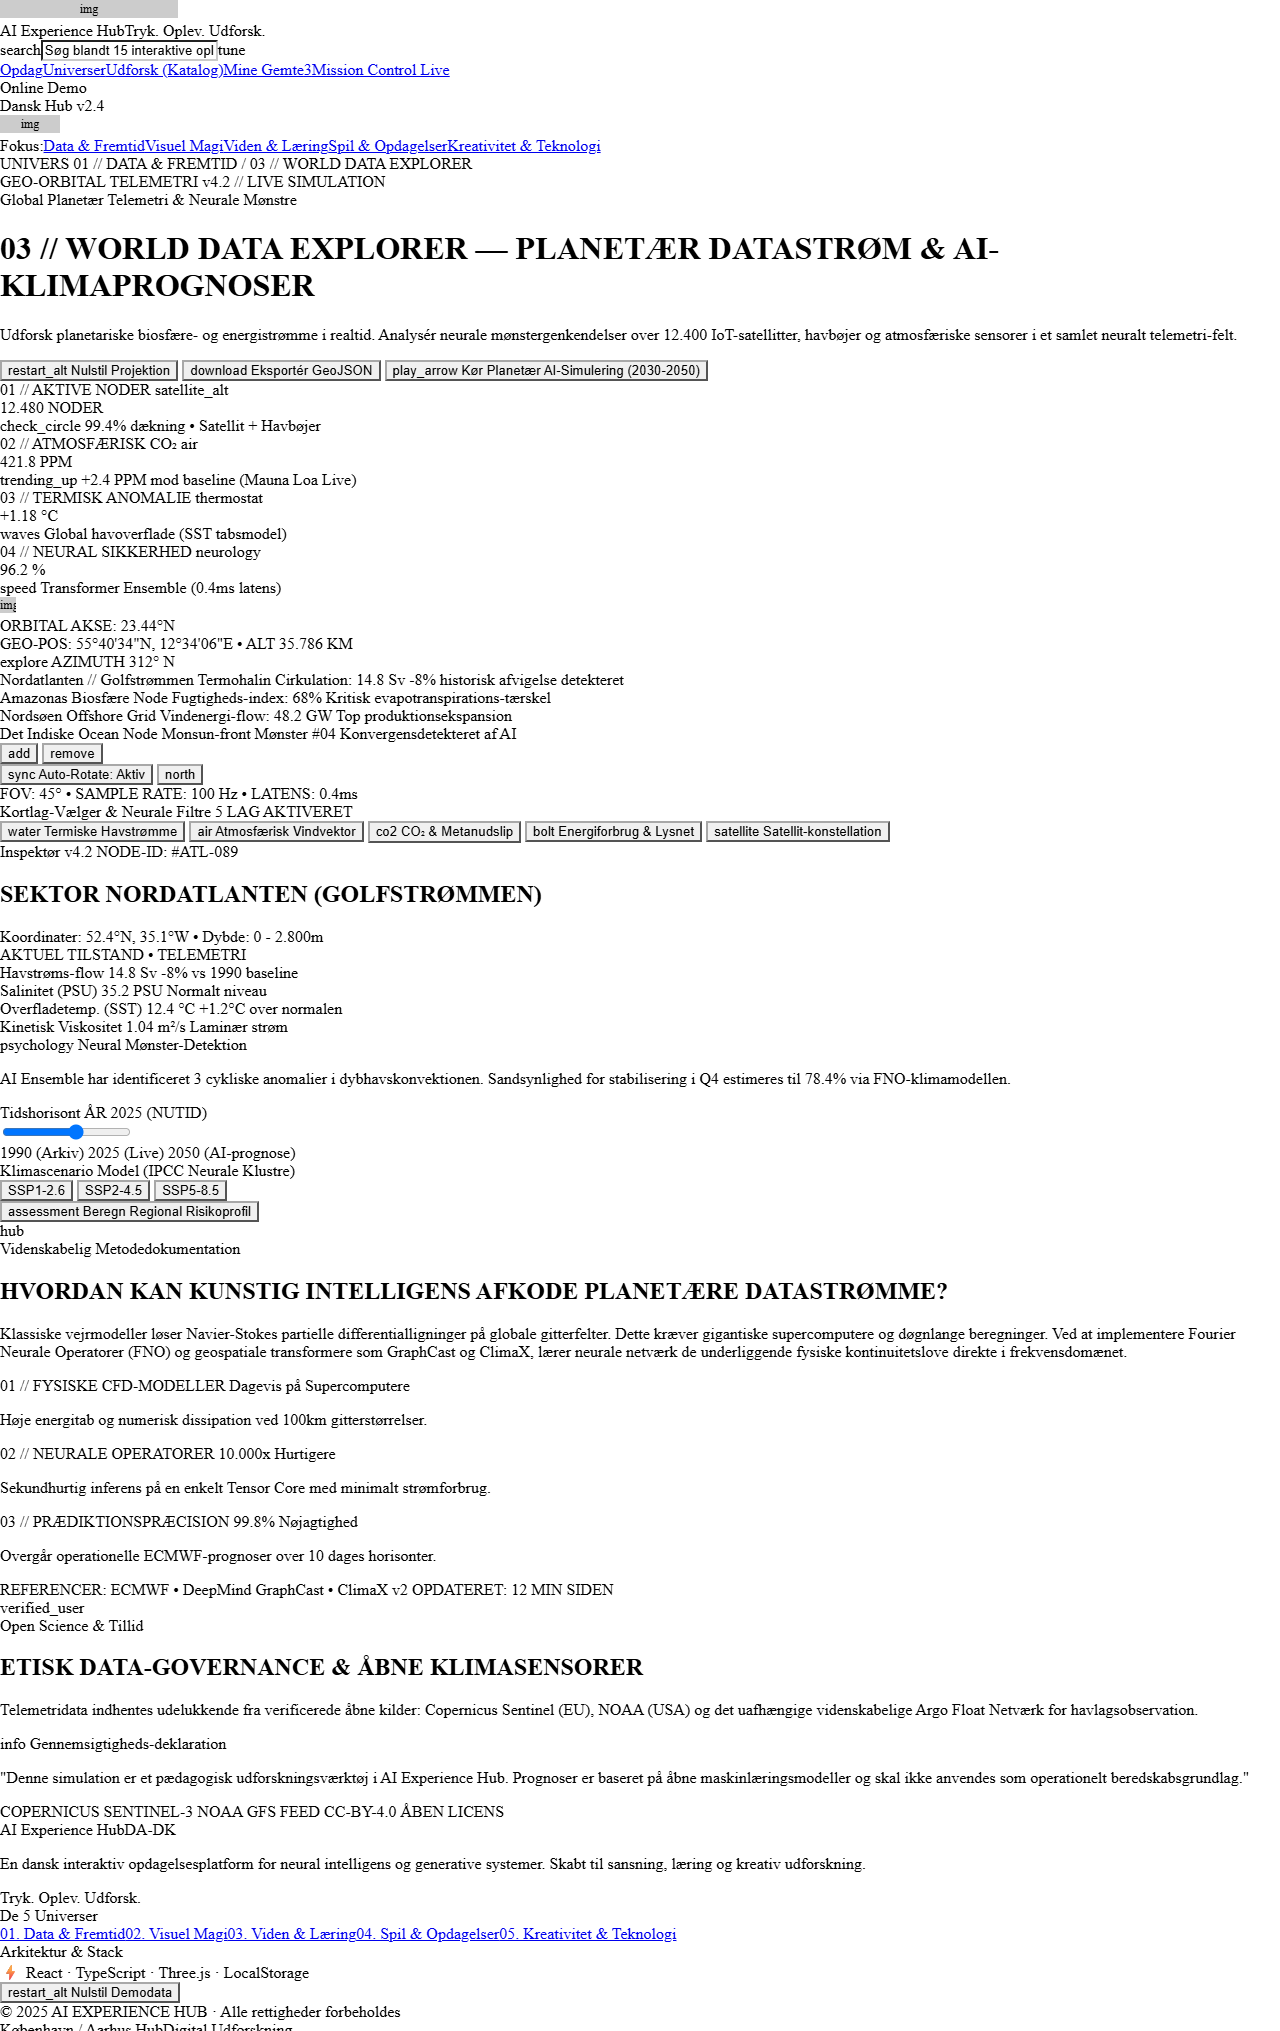 img
AI Experience HubTryk. Oplev. Udforsk.
searchSøg blandt 15 interaktive opltune
OpdagUniverserUdforsk (Katalog)Mine Gemte3Mission Control Live
Online Demo
Dansk Hub v2.4
img
Fokus:Data & FremtidVisuel MagiViden & LæringSpil & OpdagelserKreativitet & Teknologi
UNIVERS 01 // DATA & FREMTID / 03 // WORLD DATA EXPLORER
GEO-ORBITAL TELEMETRI v4.2 // LIVE SIMULATION
Global Planetær Telemetri & Neurale Mønstre
03 // WORLD DATA EXPLORER — PLANETÆR DATASTRØM & AI-
KLIMAPROGNOSER
Udforsk planetariske biosfære- og energistrømme i realtid. Analysér neurale mønstergenkendelser over 12.400 IoT-satellitter, havbøjer og atmosfæriske sensorer i et samlet neuralt telemetri-felt.
restart_alt Nulstil Projektion download Eksportér GeoJSON play_arrow Kør Planetær AI-Simulering (2030-2050)
01 // AKTIVE NODER satellite_alt
12.480 NODER
check_circle 99.4% dækning • Satellit + Havbøjer
02 // ATMOSFÆRISK CO₂ air
421.8 PPM
trending_up +2.4 PPM mod baseline (Mauna Loa Live)
03 // TERMISK ANOMALIE thermostat
+1.18 °C
waves Global havoverflade (SST tabsmodel)
04 // NEURAL SIKKERHED neurology
96.2 %
speed Transformer Ensemble (0.4ms latens)
img
ORBITAL AKSE: 23.44°N
GEO-POS: 55°40'34"N, 12°34'06"E • ALT 35.786 KM
explore AZIMUTH 312° N
Nordatlanten // Golfstrømmen Termohalin Cirkulation: 14.8 Sv -8% historisk afvigelse detekteret
Amazonas Biosfære Node Fugtigheds-index: 68% Kritisk evapotranspirations-tærskel
Nordsøen Offshore Grid Vindenergi-flow: 48.2 GW Top produktionsekspansion
Det Indiske Ocean Node Monsun-front Mønster #04 Konvergensdetekteret af AI
add remove
sync Auto-Rotate: Aktiv north
FOV: 45° • SAMPLE RATE: 100 Hz • LATENS: 0.4ms
Kortlag-Vælger & Neurale Filtre 5 LAG AKTIVERET
water Termiske Havstrømme air Atmosfærisk Vindvektor co2 CO₂ & Metanudslip bolt Energiforbrug & Lysnet satellite Satellit-konstellation
Inspektør v4.2 NODE-ID: #ATL-089
SEKTOR NORDATLANTEN (GOLFSTRØMMEN)
Koordinater: 52.4°N, 35.1°W • Dybde: 0 - 2.800m
AKTUEL TILSTAND • TELEMETRI
Havstrøms-flow 14.8 Sv -8% vs 1990 baseline
Salinitet (PSU) 35.2 PSU Normalt niveau
Overfladetemp. (SST) 12.4 °C +1.2°C over normalen
Kinetisk Viskositet 1.04 m²/s Laminær strøm
psychology Neural Mønster-Detektion
AI Ensemble har identificeret 3 cykliske anomalier i dybhavskonvektionen. Sandsynlighed for stabilisering i Q4 estimeres til 78.4% via FNO-klimamodellen.
Tidshorisont ÅR 2025 (NUTID)
1990 (Arkiv) 2025 (Live) 2050 (AI-prognose)
Klimascenario Model (IPCC Neurale Klustre)
SSP1-2.6 SSP2-4.5 SSP5-8.5
assessment Beregn Regional Risikoprofil
hub
Videnskabelig Metodedokumentation
HVORDAN KAN KUNSTIG INTELLIGENS AFKODE PLANETÆRE DATASTRØMME?
Klassiske vejrmodeller løser Navier-Stokes partielle differentialligninger på globale gitterfelter. Dette kræver gigantiske supercomputere og døgnlange beregninger. Ved at implementere Fourier
Neurale Operatorer (FNO) og geospatiale transformere som GraphCast og ClimaX, lærer neurale netværk de underliggende fysiske kontinuitetslove direkte i frekvensdomænet.
01 // FYSISKE CFD-MODELLER Dagevis på Supercomputere
Høje energitab og numerisk dissipation ved 100km gitterstørrelser.
02 // NEURALE OPERATORER 10.000x Hurtigere
Sekundhurtig inferens på en enkelt Tensor Core med minimalt strømforbrug.
03 // PRÆDIKTIONSPRÆCISION 99.8% Nøjagtighed
Overgår operationelle ECMWF-prognoser over 10 dages horisonter.
REFERENCER: ECMWF • DeepMind GraphCast • ClimaX v2 OPDATERET: 12 MIN SIDEN
verified_user
Open Science & Tillid
ETISK DATA-GOVERNANCE & ÅBNE KLIMASENSORER
Telemetridata indhentes udelukkende fra verificerede åbne kilder: Copernicus Sentinel (EU), NOAA (USA) og det uafhængige videnskabelige Argo Float Netværk for havlagsobservation.
info Gennemsigtigheds-deklaration
"Denne simulation er et pædagogisk udforskningsværktøj i AI Experience Hub. Prognoser er baseret på åbne maskinlæringsmodeller og skal ikke anvendes som operationelt beredskabsgrundlag."
COPERNICUS SENTINEL-3 NOAA GFS FEED CC-BY-4.0 ÅBEN LICENS
AI Experience HubDA-DK
En dansk interaktiv opdagelsesplatform for neural intelligens og generative systemer. Skabt til sansning, læring og kreativ udforskning.
Tryk. Oplev. Udforsk.
De 5 Universer
01. Data & Fremtid02. Visuel Magi03. Viden & Læring04. Spil & Opdagelser05. Kreativitet & Teknologi
Arkitektur & Stack
React · TypeScript · Three.js · LocalStorage
restart_alt Nulstil Demodata
© 2025 AI EXPERIENCE HUB · Alle rettigheder forbeholdes
København / Aarhus HubDigital Udforskning